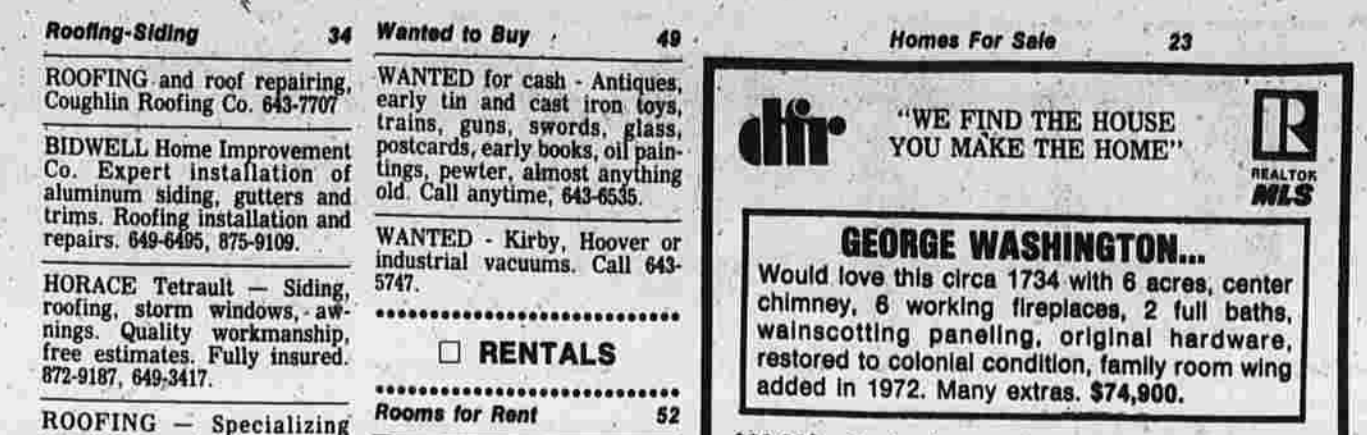 Roofing-Siding 34
ROOFING and roof repairing,
Coughlin Roofing Co. 643-7707
BIDWELL Home Improvement
Co. Expert installation of
aluminum siding, gutters and
trims. Roofing installation and
repairs. 649-6495, 875-9109.
HORACE Tetrault — Siding,
roofing, storm windows, aw-
nings. Quality workmanship,
free estimates. Fully insured.
872-9187, 649-3417.
ROOFING — Specializing
Wanted to Buy 49
WANTED for cash - Antiques,
early tin and cast iron toys,
trains, guns, swords, glass,
postcards, early books, oil pain-
tings, pewter, almost anything
old. Call anytime, 643-6535.
WANTED - Kirby, Hoover or
industrial vacuums. Call 643-
5747.
□ RENTALS
Rooms for Rent 52
Homes For Sale 23
dfir
"WE FIND THE HOUSE
YOU MAKE THE HOME"
R
REALTOR
MLS
GEORGE WASHINGTON...
Would love this circa 1734 with 6 acres, center
chimney, 6 working fireplaces, 2 full baths,
wainscotting paneling, original hardware,
restored to colonial condition, family room wing
added in 1972. Many extras. $74,900.